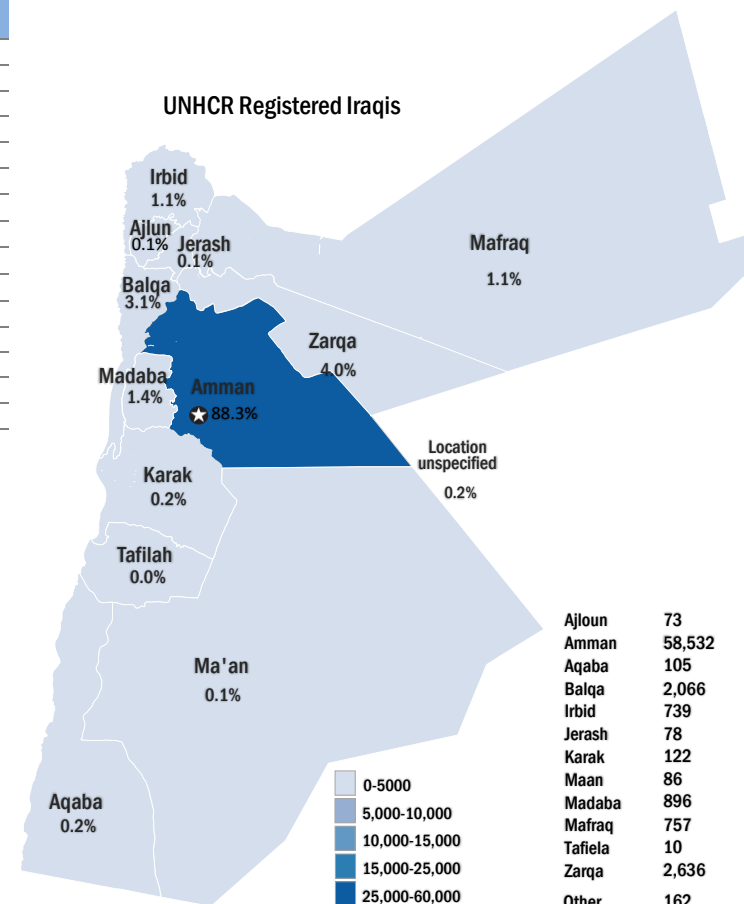 UNHCR Registered Iraqis
Irbid
1.1%
Ajlun
0.1%
Jerash
0.1%
Mafraq
1.1%
Balqa
3.1%
Zarqa
4.0%
Madaba
1.4%
Amman
88.3%
Location
unspecified
0.2%
Karak
0.2%
Tafilah
0.0%
Ma'an
0.1%
Aqaba
0.2%
0-5000
5,000-10,000
10,000-15,000
15,000-25,000
25,000-60,000
Ajloun 73
Amman 58,532
Aqaba 105
Balqa 2,066
Irbid 739
Jerash 78
Karak 122
Maan 86
Madaba 896
Mafraq 757
Tafiela 10
Zarqa 2,636
Other 162